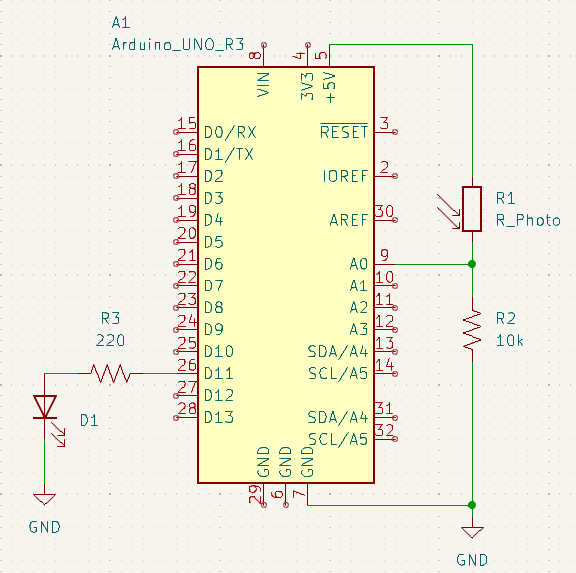 A1
Arduino_UNO_R3
8
4
5
VIN
3V3
+5V
15 D0/RX
RESET 3
16 D1/TX
17 D2
IOREF 2
18 D3
19 D4
AREF 30
20 D5
21 D6
A0 9
22 D7
A1 10
23 D8
A2 11
24 D9
A3 12
25 D10
SDA/A4 13
26 D11
SCL/A5 14
27 D12
28 D13
SDA/A4 31
SCL/A5 32
GND
GND
GND
29
6
7
R1
R_Photo
R2
10k
GND
R3
220
D1
GND